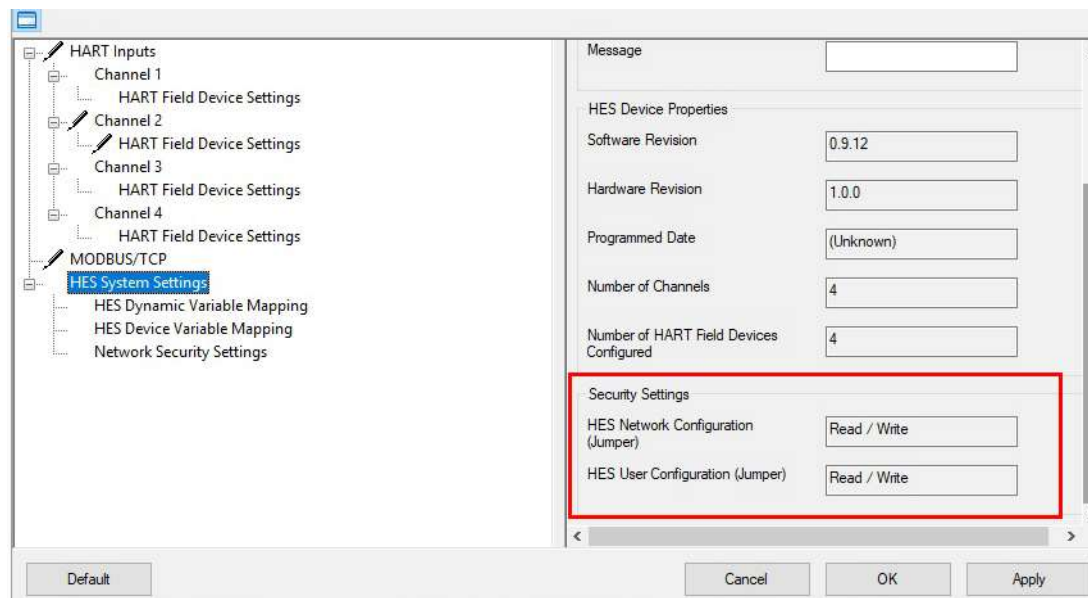 HART Inputs
Channel 1
HART Field Device Settings
Channel 2
HART Field Device Settings
Channel 3
HART Field Device Settings
Channel 4
HART Field Device Settings
MODBUS/TCP
HES System Settings
HES Dynamic Variable Mapping
HES Device Variable Mapping
Network Security Settings
Message
HES Device Properties
Software Revision
0.9.12
Hardware Revision
1.0.0
Programmed Date
(Unknown)
Number of Channels
4
Number of HART Field Devices
Configured
4
Security Settings
HES Network Configuration
(Jumper)
Read / Write
HES User Configuration (Jumper)
Read / Write
Default
Cancel
OK
Apply